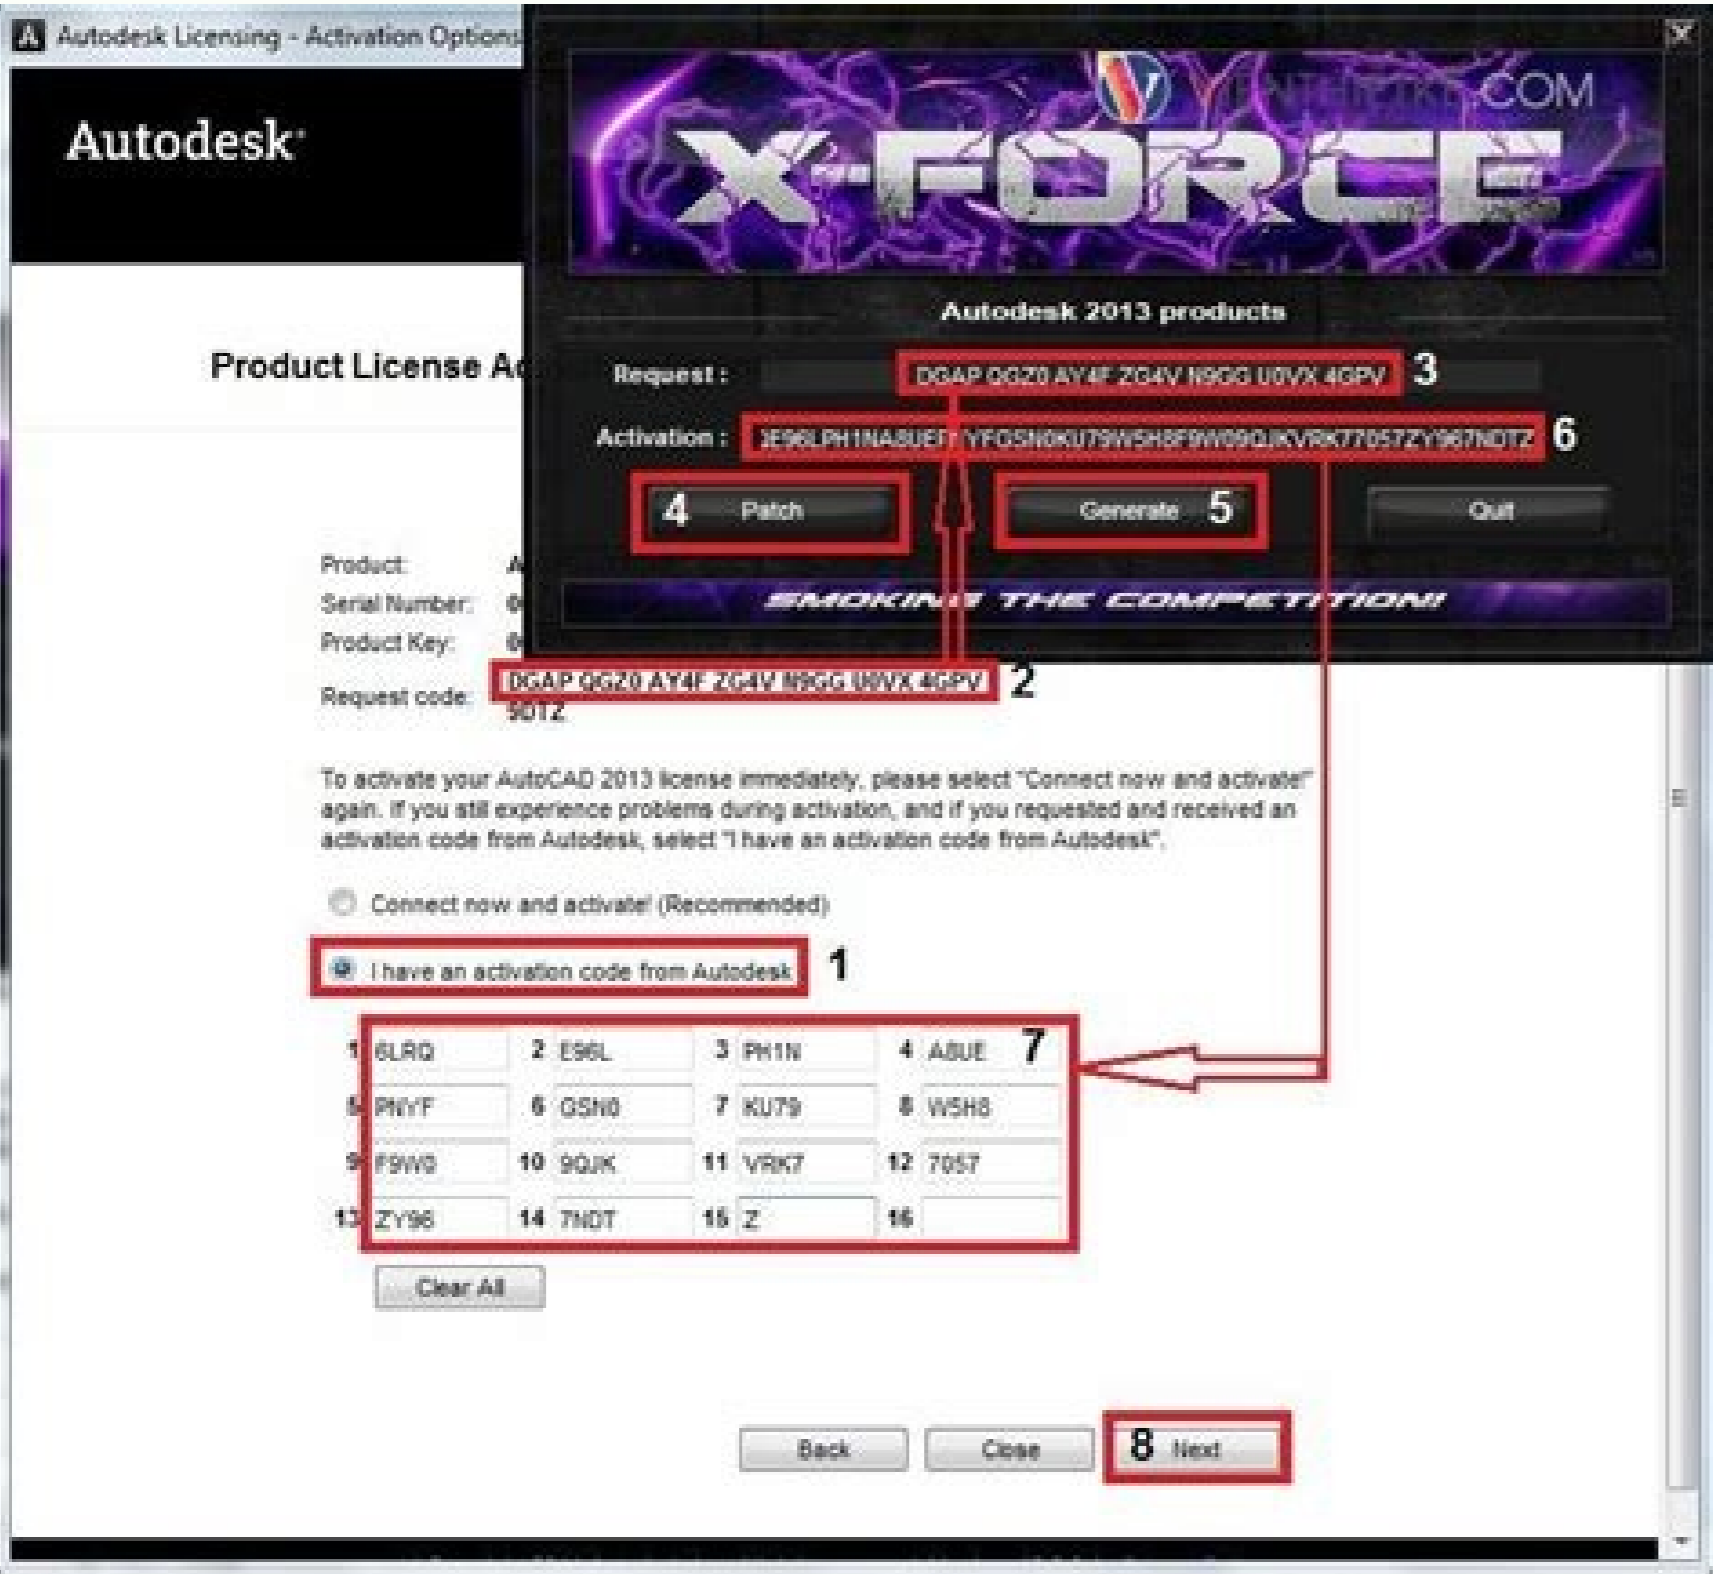 Autodesk Licensing - Activation Options
Autodesk
X-FORCE
Autodesk 2013 products
Product License
Request : DGAP QGZ0 AY4F ZG4V N9GG U0VX 4GPV 3
Activation : 6
4 Patch
Generate 5
Quit
SMOKING THE COMPETITION!
Product: A
Serial Number:
Product Key:
Request code: DGAP QGZ0 AY4F ZG4V N9GG U0VX 4GPV 2
9DTZ
To activate your AutoCAD 2013 license immediately, please select "Connect now and activate!"
again. If you still experience problems during activation, and if you requested and received an
activation code from Autodesk, select "I have an activation code from Autodesk".
Connect now and activate! (Recommended)
I have an activation code from Autodesk 1
1 6LRQ 2 E96L 3 PH1N 4 A8UE 7
5 PNYF 6 GSN0 7 KU79 8 W5H8
9 F9W0 10 9QJK 11 VRK7 12 7057
13 ZY96 14 7NDT 15 Z 16
Clear All
Back
Close
8 Next